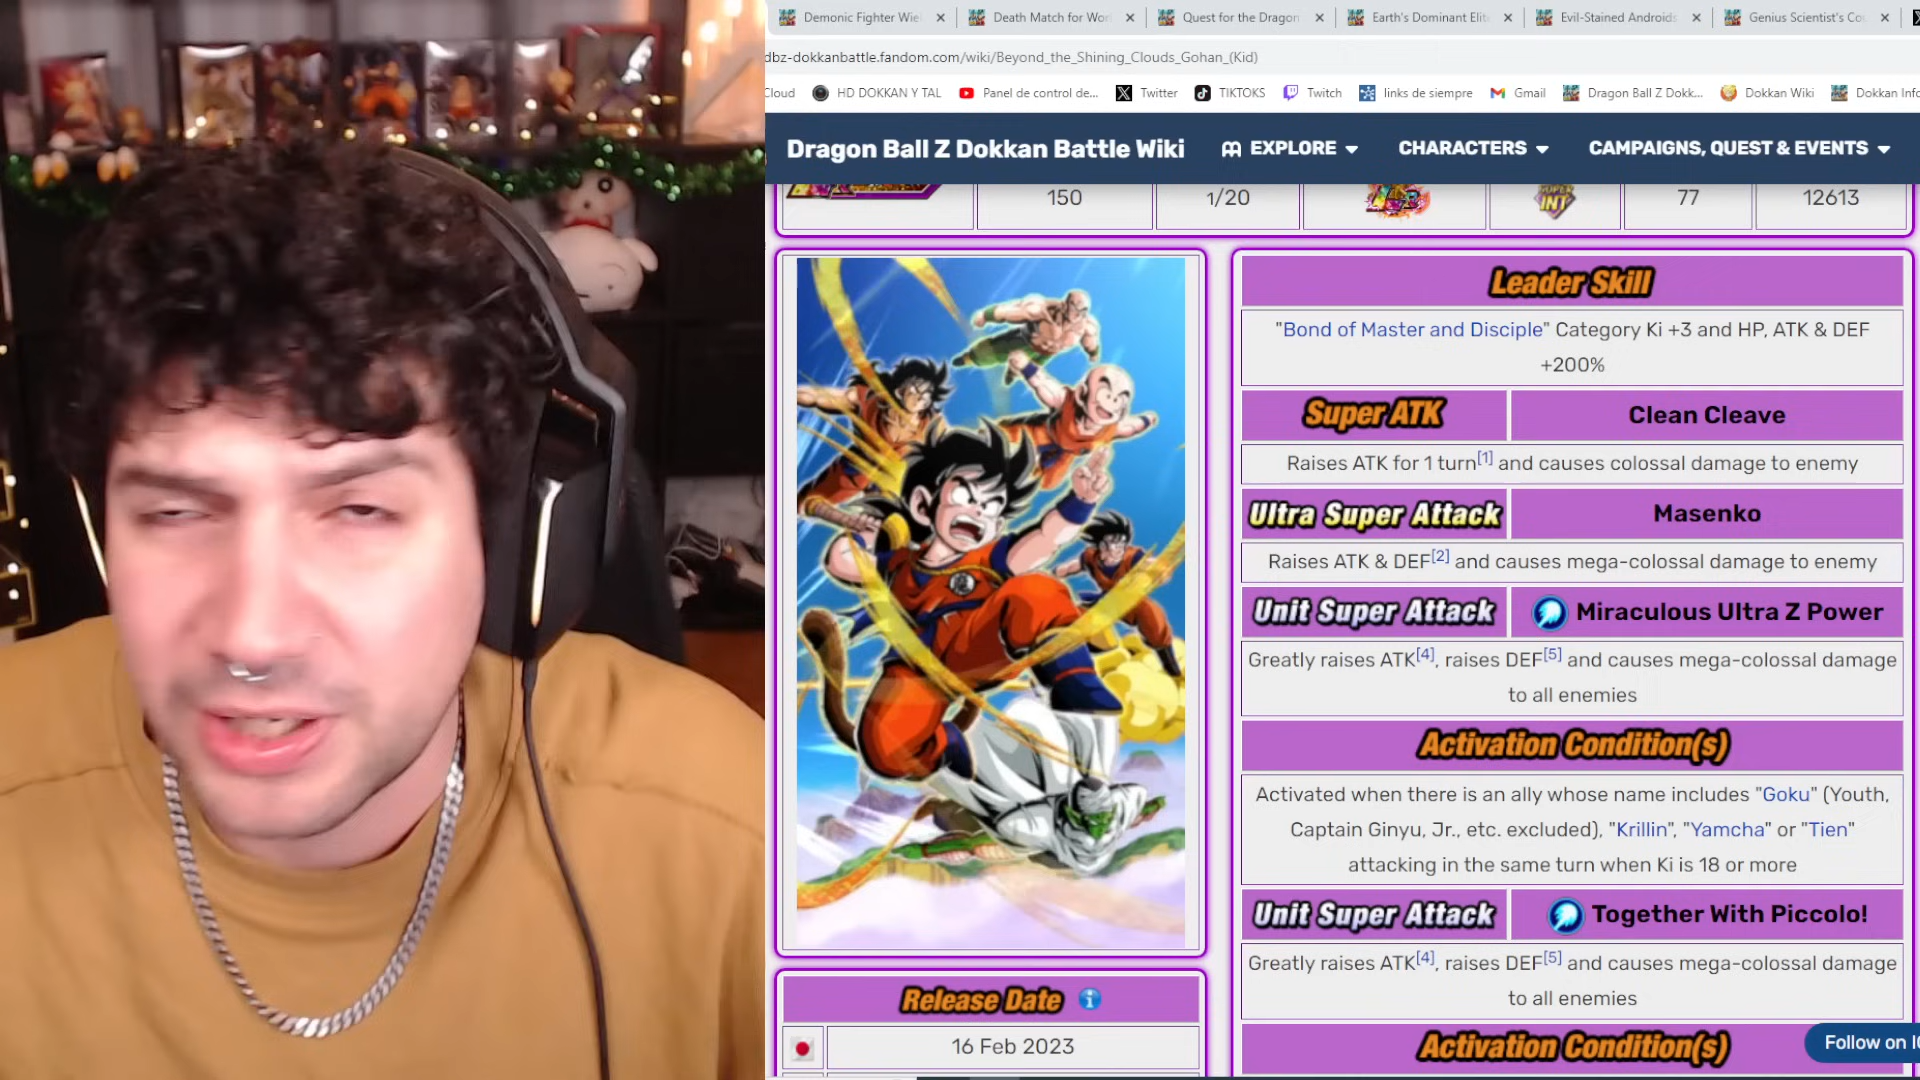 Demonic Fighter Wie
Death Match for Wor
Quest for the Dragon
Earth's Dominant Elite
Evil-Stained Androids
Genius Scientist's Co
dbz-dokkanbattle.fandom.com/wiki/Beyond_the_Shining_Clouds_Gohan_(Kid)
Cloud
HD DOKKAN Y TAL
Panel de control de...
Twitter
TIKTOKS
Twitch
links de siempre
Gmail
Dragon Ball Z Dokk...
Dokkan Wiki
Dokkan Info
Dragon Ball Z Dokkan Battle Wiki
EXPLORE
CHARACTERS
CAMPAIGNS, QUEST & EVENTS
150
1/20
LR
SUPER INT
77
12613
Leader Skill
"Bond of Master and Disciple" Category Ki +3 and HP, ATK & DEF
+200%
Super ATK
Clean Cleave
Raises ATK for 1 turn[1] and causes colossal damage to enemy
Ultra Super Attack
Masenko
Raises ATK & DEF[2] and causes mega-colossal damage to enemy
Unit Super Attack
Miraculous Ultra Z Power
Greatly raises ATK[4], raises DEF[5] and causes mega-colossal damage
to all enemies
Activation Condition(s)
Activated when there is an ally whose name includes "Goku" (Youth,
Captain Ginyu, Jr., etc. excluded), "Krillin", "Yamcha" or "Tien"
attacking in the same turn when Ki is 18 or more
Unit Super Attack
Together With Piccolo!
Greatly raises ATK[4], raises DEF[5] and causes mega-colossal damage
to all enemies
Activation Condition(s)
Release Date
16 Feb 2023
Follow on IG